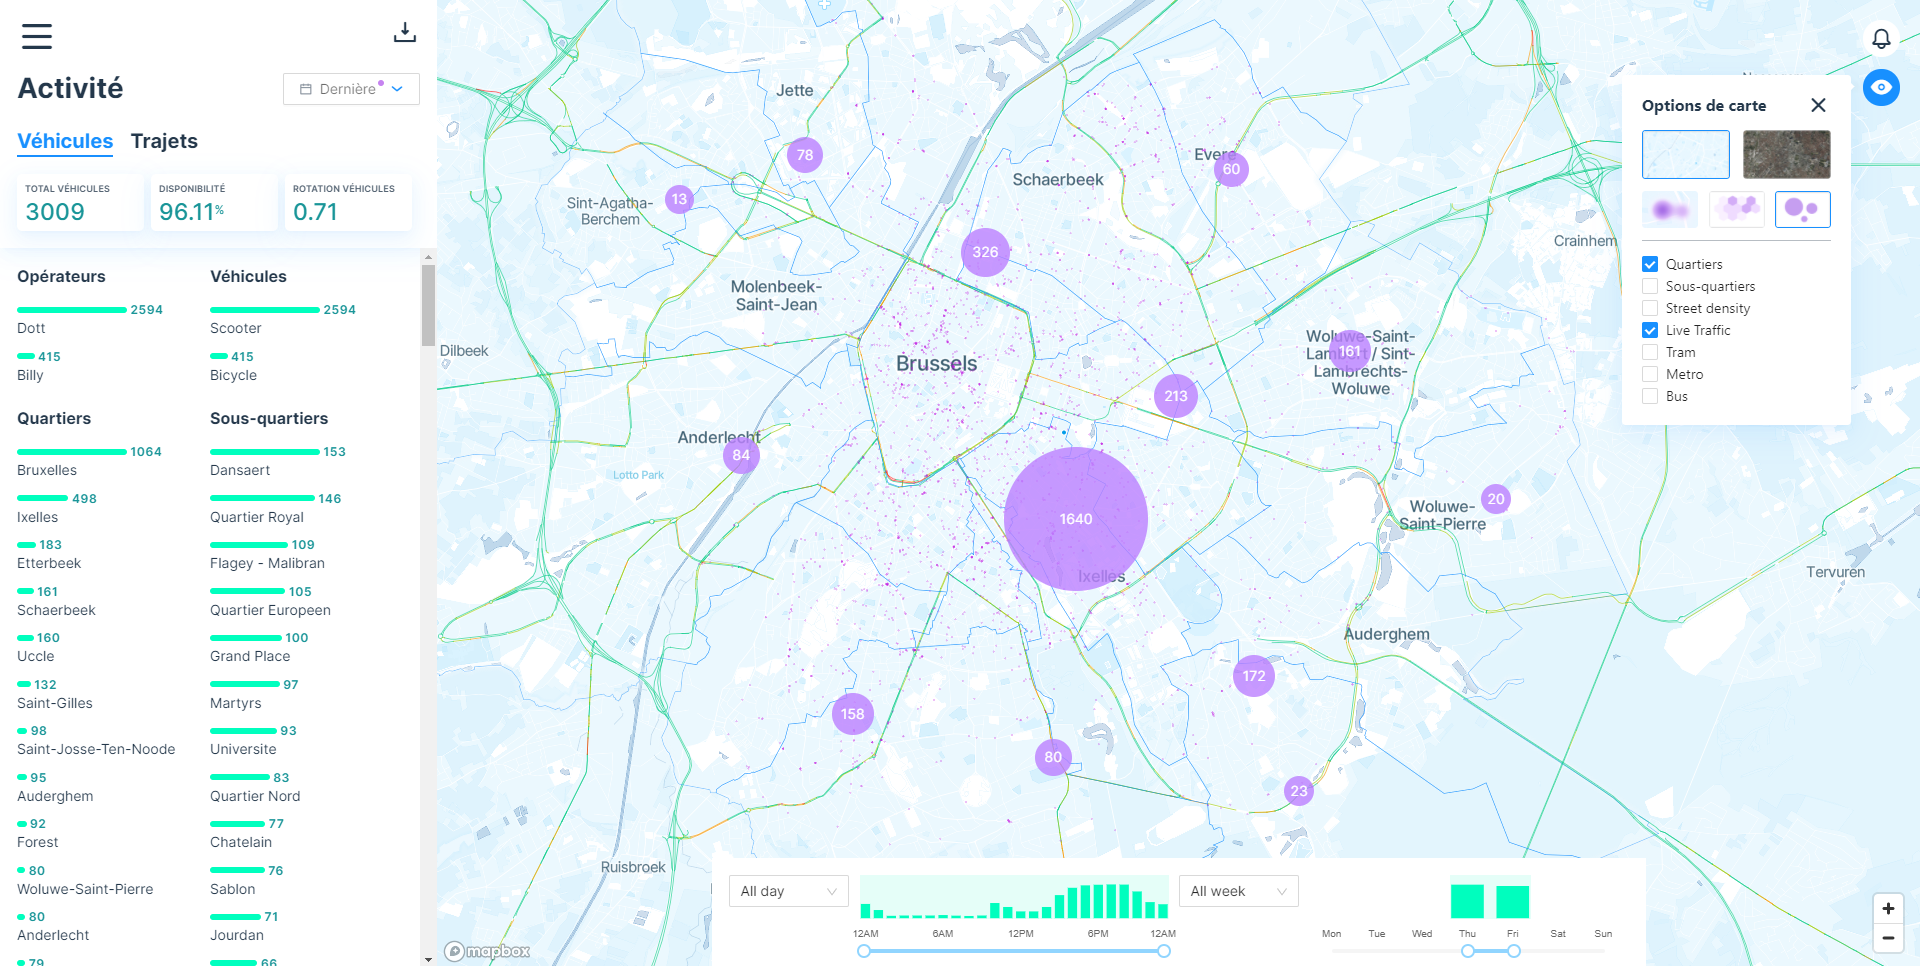 Activité
Dernière
Véhicules Trajets
TOTAL VÉHICULES
3009
DISPONIBILITÉ
96.11%
ROTATION VÉHICULES
0.71
Opérateurs
2594
Dott
415
Billy
Véhicules
2594
Scooter
415
Bicycle
Quartiers
1064
Bruxelles
498
Ixelles
183
Etterbeek
161
Schaerbeek
160
Uccle
132
Saint-Gilles
98
Saint-Josse-Ten-Noode
95
Auderghem
92
Forest
80
Woluwe-Saint-Pierre
80
Anderlecht
79
Sous-quartiers
153
Dansaert
146
Quartier Royal
109
Flagey - Malibran
105
Quartier Europeen
100
Grand Place
97
Martyrs
93
Universite
83
Quartier Nord
77
Chatelain
76
Sablon
71
Jourdan
66
Jette
78
Evere
60
Schaerbeek
13
Sint-Agatha-
Berchem
326
Crainhem
Molenbeek-
Saint-Jean
Dilbeek
Brussels
Woluwe-Saint-
Lambert / Sint-
Lambrechts-
Woluwe
161
213
Anderlecht
84
Lotto Park
1640
20
Woluwe-
Saint-Pierre
Ixelles
Tervuren
Auderghem
172
158
80
23
Ruisbroek
mapbox
Options de carte
Quartiers
Sous-quartiers
Street density
Live Traffic
Tram
Metro
Bus
All day
12AM 6AM 12PM 6PM 12AM
All week
Mon Tue Wed Thu Fri Sat Sun
+
−